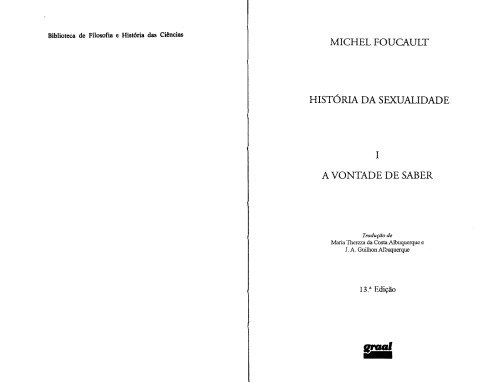 Biblioteca de Filosofia e História das Ciências
MICHEL FOUCAULT
HISTÓRIA DA SEXUALIDADE
I
A VONTADE DE SABER
Tradução de
Maria Thereza da Costa Albuquerque e
J. A. Guilhon Albuquerque
13.ª Edição
graal